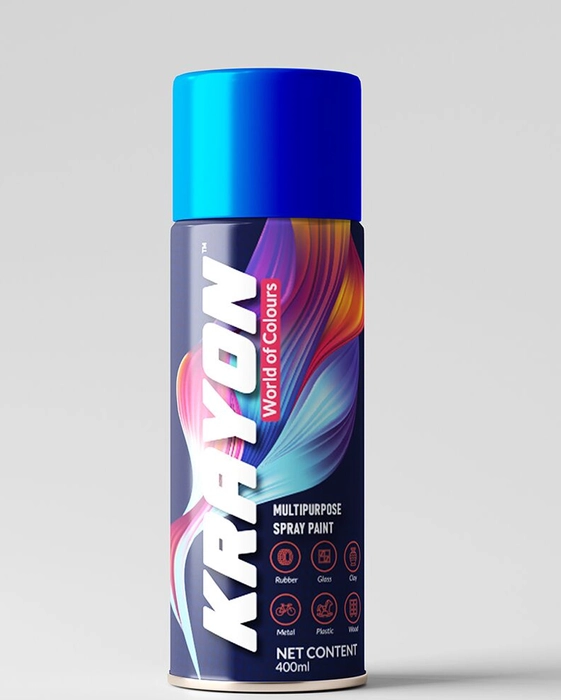 KRAYON™
World of Colours
MULTIPURPOSE
SPRAY PAINT
Rubber Glass Clay
Metal Plastic Wood
NET CONTENT
400ml